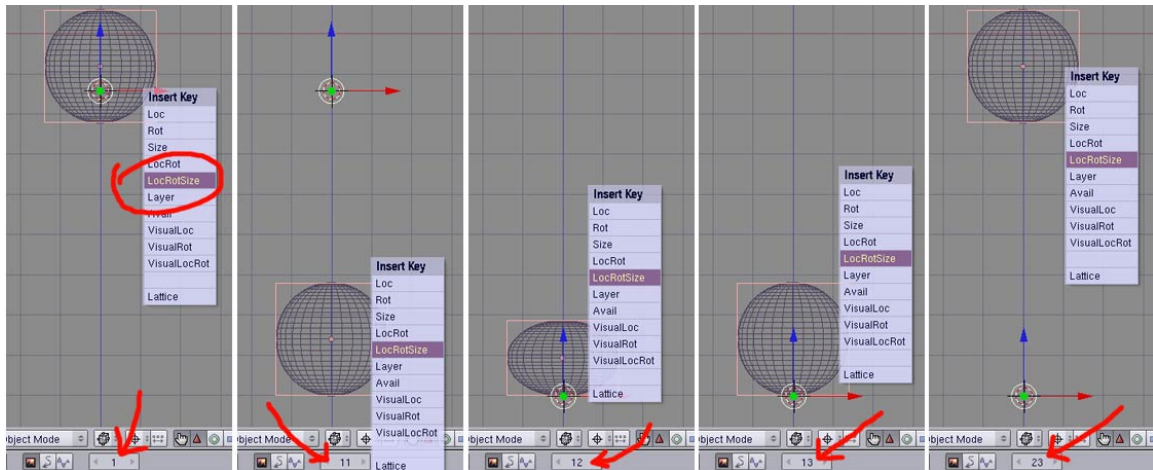 Insert Key
Loc
Rot
Size
LocRot
LocRotSize
Layer
Avail
VisualLoc
VisualRot
VisualLocRot
Lattice
1
Insert Key
Loc
Rot
Size
LocRot
LocRotSize
Layer
Avail
VisualLoc
VisualRot
VisualLocRot
Lattice
bject Mode
11
Insert Key
Loc
Rot
Size
LocRot
LocRotSize
Layer
Avail
VisualLoc
VisualRot
VisualLocRot
Lattice
bject Mode
12
Insert Key
Loc
Rot
Size
LocRot
LocRotSize
Layer
Avail
VisualLoc
VisualRot
VisualLocRot
Lattice
bject Mode
13
Insert Key
Loc
Rot
Size
LocRot
LocRotSize
Layer
Avail
VisualLoc
VisualRot
VisualLocRot
Lattice
bject Mode
23
bject Mode